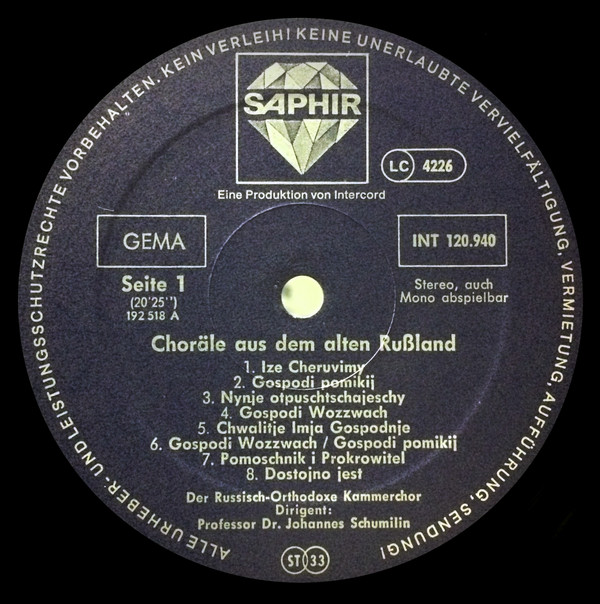 ALLE URHEBER- UND LEISTUNGSSCHUTZRECHTE VORBEHALTEN. KEIN VERLEIH! KEINE UNERLAUBTE VERVIELFÄLTIGUNG, VERMIETUNG, AUFFÜHRUNG, SENDUNG!
SAPHIR
LC 4226
Eine Produktion von Intercord
GEMA
INT 120.940
Seite 1
(20'25'')
192 518 A
Stereo, auch
Mono abspielbar
Choräle aus dem alten Rußland
1. Ize Cheruvimy
2. Gospodi pomikij
3. Nynje otpuschtschajeschy
4. Gospodi Wozzwach
5. Chwalitje Imja Gospodnje
6. Gospodi Wozzwach / Gospodi pomikij
7. Pomoschnik i Prokrowitel
8. Dostojno jest
Der Russisch-Orthodoxe Kammerchor
Dirigent:
Professor Dr. Johannes Schumilin
ST 33